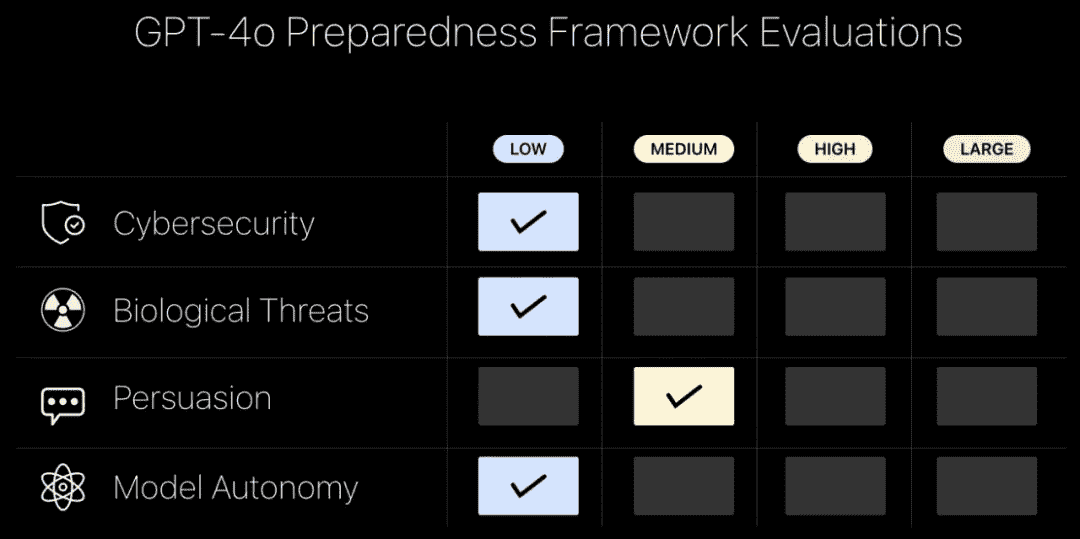 GPT-4o Preparedness Framework Evaluations
LOW MEDIUM HIGH LARGE
Cybersecurity
Biological Threats
Persuasion
Model Autonomy